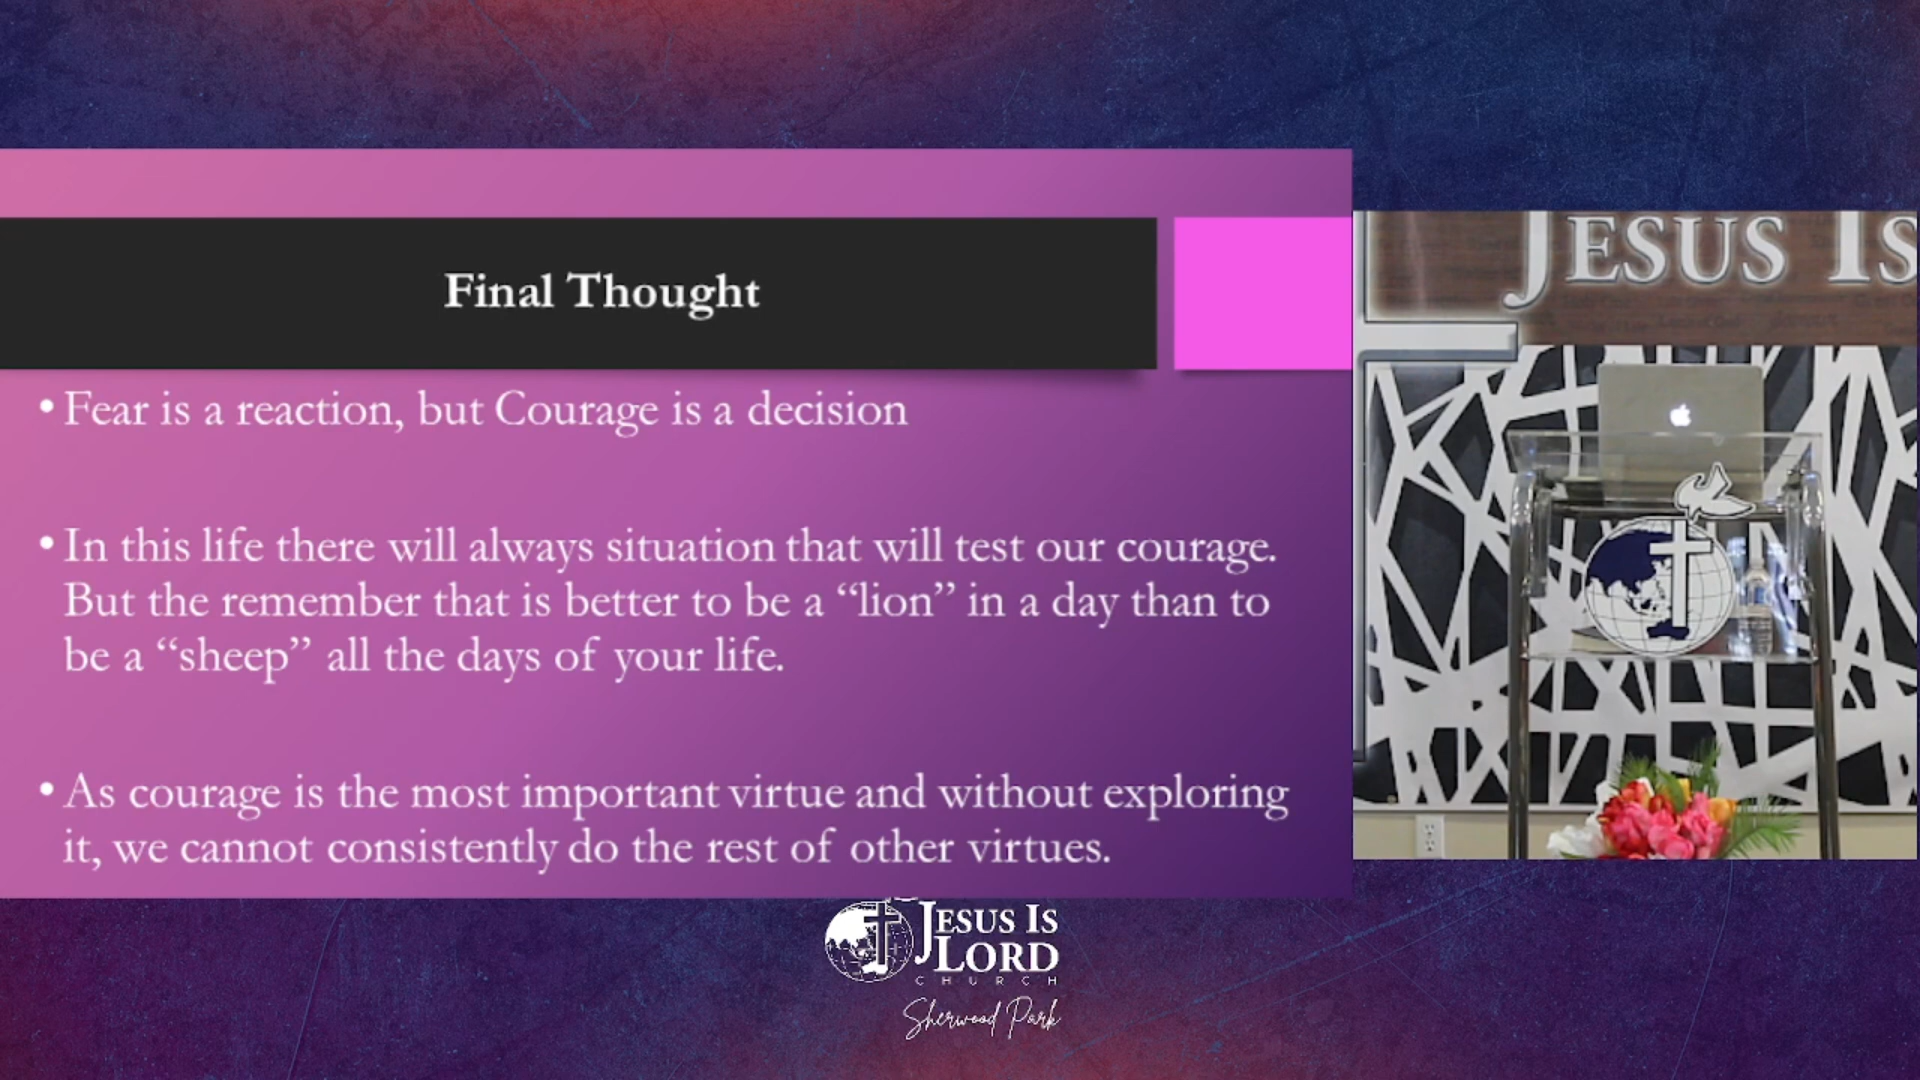 Final Thought
• Fear is a reaction, but Courage is a decision
• In this life there will always situation that will test our courage.
But the remember that is better to be a “lion” in a day than to
be a “sheep” all the days of your life.
• As courage is the most important virtue and without exploring
it, we cannot consistently do the rest of other virtues.
JESUS IS
JESUS IS
LORD
CHURCH
Sherwood Park